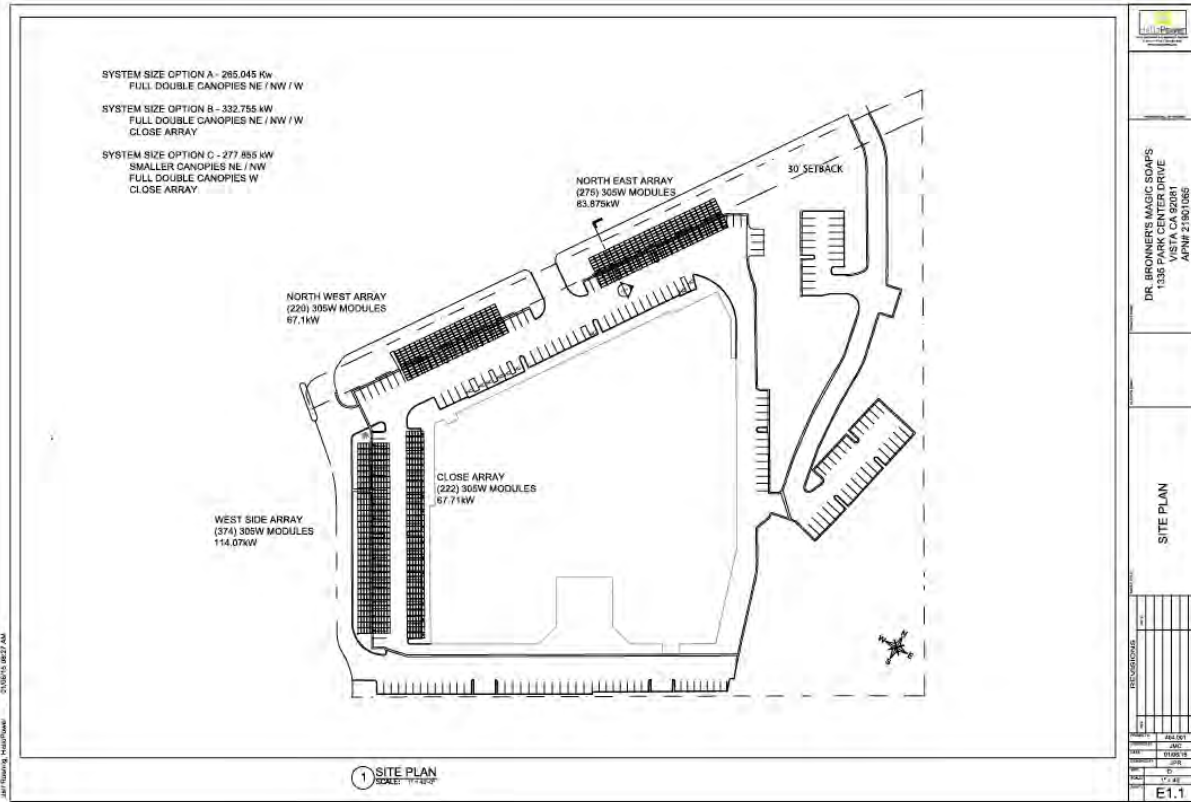 SYSTEM SIZE OPTION A - 265.045 Kw
FULL DOUBLE CANOPIES NE / NW / W
SYSTEM SIZE OPTION B - 332.755 kW
FULL DOUBLE CANOPIES NE / NW / W
CLOSE ARRAY
SYSTEM SIZE OPTION C - 277.855 kW
SMALLER CANOPIES NE / NW
FULL DOUBLE CANOPIES W
CLOSE ARRAY
30' SETBACK
NORTH EAST ARRAY
(275) 305W MODULES
83.875kW
NORTH WEST ARRAY
(220) 305W MODULES
67.1kW
CLOSE ARRAY
(222) 305W MODULES
67.71kW
WEST SIDE ARRAY
(374) 305W MODULES
114.07kW
1 SITE PLAN
SCALE:
DR. BRONNER'S MAGIC SOAPS
1335 PARK CENTER DRIVE
VISTA CA 92081
APN# 21901065
SITE PLAN
REVISIONS
JMC
E1.1